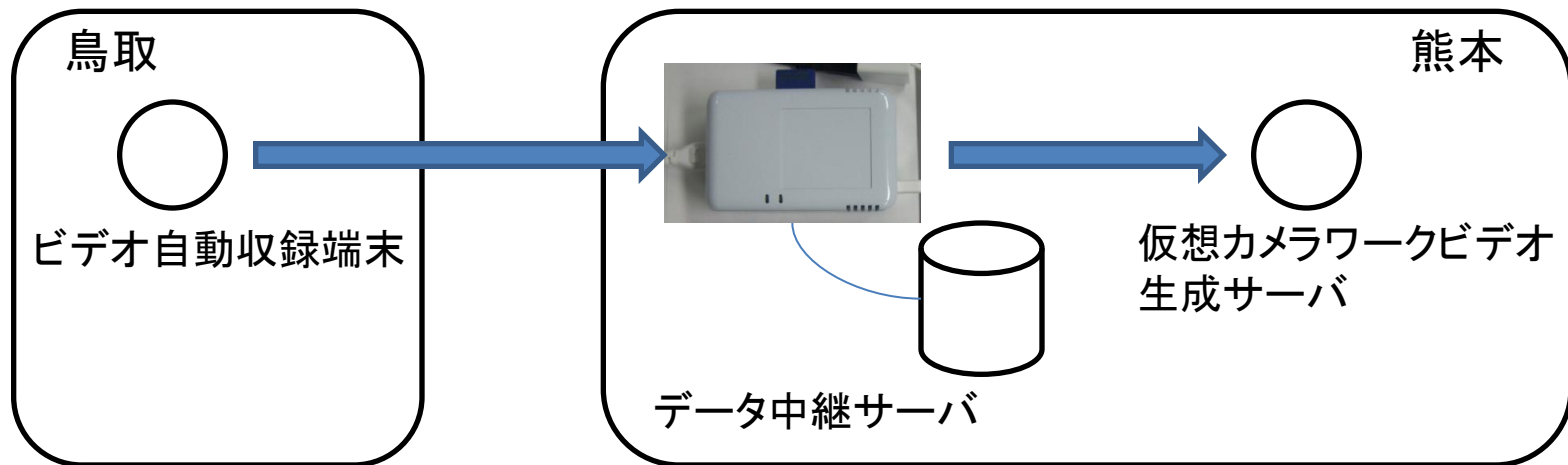 鳥取
熊本
ビデオ自動収録端末
仮想カメラワークビデオ
生成サーバ
データ中継サーバ